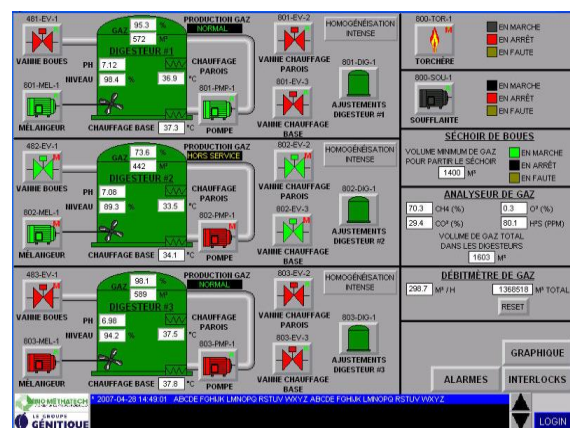 481-EV-1
VANNE BOUES
801-MEL-1
MÉLANGEUR
GAZ 95.3 %
572 M³
DIGESTEUR #1
PH 7.12
NIVEAU 98.4 % 36.9 °C
CHAUFFAGE BASE 37.3 °C
PRODUCTION GAZ
NORMAL
CHAUFFAGE PAROIS
801-PMP-1
POMPE
801-EV-2
VANNE CHAUFFAGE PAROIS
801-EV-3
VANNE CHAUFFAGE BASE
HOMOGÉNÉISATION INTENSE
801-DIG-1
AJUSTEMENTS DIGESTEUR #1
482-EV-1
VANNE BOUES
802-MEL-1
MÉLANGEUR
GAZ 73.6 %
442 M³
DIGESTEUR #2
PH 7.08
NIVEAU 89.3 % 33.5 °C
CHAUFFAGE BASE 34.1 °C
PRODUCTION GAZ
HORS SERVICE
CHAUFFAGE PAROIS
802-PMP-1
POMPE
802-EV-2
VANNE CHAUFFAGE PAROIS
802-EV-3
VANNE CHAUFFAGE BASE
HOMOGÉNÉISATION INTENSE
802-DIG-1
AJUSTEMENTS DIGESTEUR #2
483-EV-1
VANNE BOUES
803-MEL-1
MÉLANGEUR
GAZ 98.1 %
589 M³
DIGESTEUR #3
PH 6.98
NIVEAU 94.2 % 37.5 °C
CHAUFFAGE BASE 37.8 °C
PRODUCTION GAZ
NORMAL
CHAUFFAGE PAROIS
803-PMP-1
POMPE
803-EV-2
VANNE CHAUFFAGE PAROIS
803-EV-3
VANNE CHAUFFAGE BASE
HOMOGÉNÉISATION INTENSE
803-DIG-1
AJUSTEMENTS DIGESTEUR #3
800-TOR-1
TORCHÈRE
EN MARCHE
EN ARRÊT
EN FAUTE
800-SOU-1
SOUFFLANTE
EN MARCHE
EN ARRÊT
EN FAUTE
SÉCHOIR DE BOUES
VOLUME MINIMUM DE GAZ
POUR PARTIR LE SÉCHOIR
1400 M³
EN MARCHE
EN ARRÊT
EN FAUTE
ANALYSEUR DE GAZ
70.3 CH4 (%) 0.3 O² (%)
29.4 CO² (%) 80.1 H²S (PPM)
VOLUME DE GAZ TOTAL
DANS LES DIGESTEURS
1603 M³
DÉBITMÈTRE DE GAZ
298.7 M³ / H 1368518 M³ TOTAL
RESET
GRAPHIQUE
ALARMES INTERLOCKS
BIO MÉTHATECH
LE GROUPE
GÉNITIQUE
* 2007-04-28 14:49:01 ABCDE FGHIJK LMNOPQ RSTUV WXYZ ABCDE FGHIJK LMNOPQ RSTUV WXYZ
LOGIN